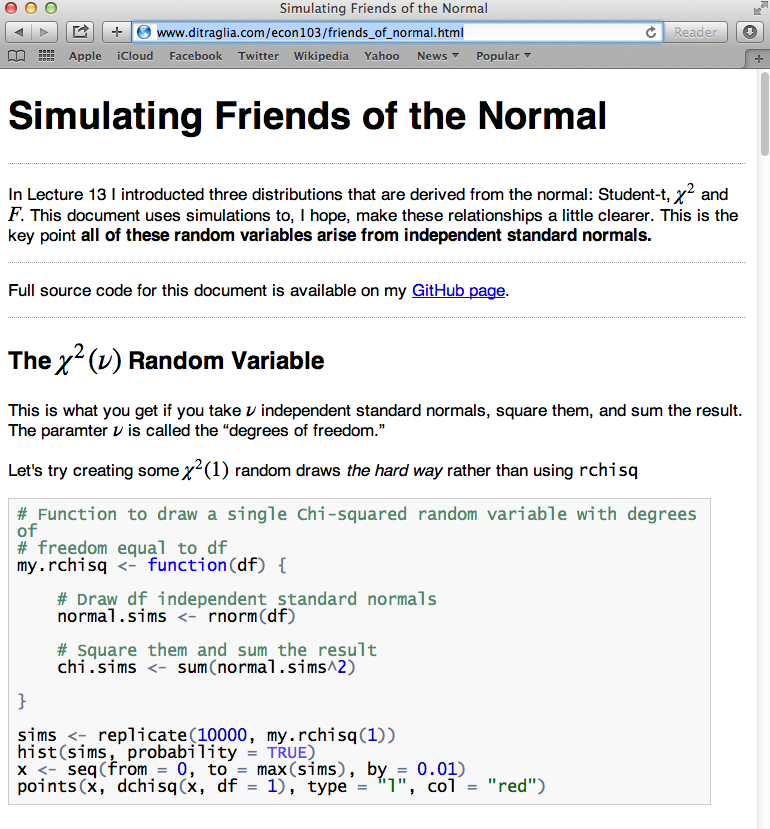 Simulating Friends of the Normal
www.ditraglia.com/econ103/friends_of_normal.html
Reader
Apple iCloud Facebook Twitter Wikipedia Yahoo News Popular
Simulating Friends of the Normal
In Lecture 13 I introducted three distributions that are derived from the normal: Student-t, χ² and
F. This document uses simulations to, I hope, make these relationships a little clearer. This is the
key point all of these random variables arise from independent standard normals.
Full source code for this document is available on my GitHub page.
The χ²(ν) Random Variable
This is what you get if you take ν independent standard normals, square them, and sum the result.
The paramter ν is called the “degrees of freedom.”
Let's try creating some χ²(1) random draws the hard way rather than using rchisq
# Function to draw a single Chi-squared random variable with degrees
of
# freedom equal to df
my.rchisq <- function(df) {
    # Draw df independent standard normals
    normal.sims <- rnorm(df)
    # Square them and sum the result
    chi.sims <- sum(normal.sims^2)
}
sims <- replicate(10000, my.rchisq(1))
hist(sims, probability = TRUE)
x <- seq(from = 0, to = max(sims), by = 0.01)
points(x, dchisq(x, df = 1), type = "l", col = "red")